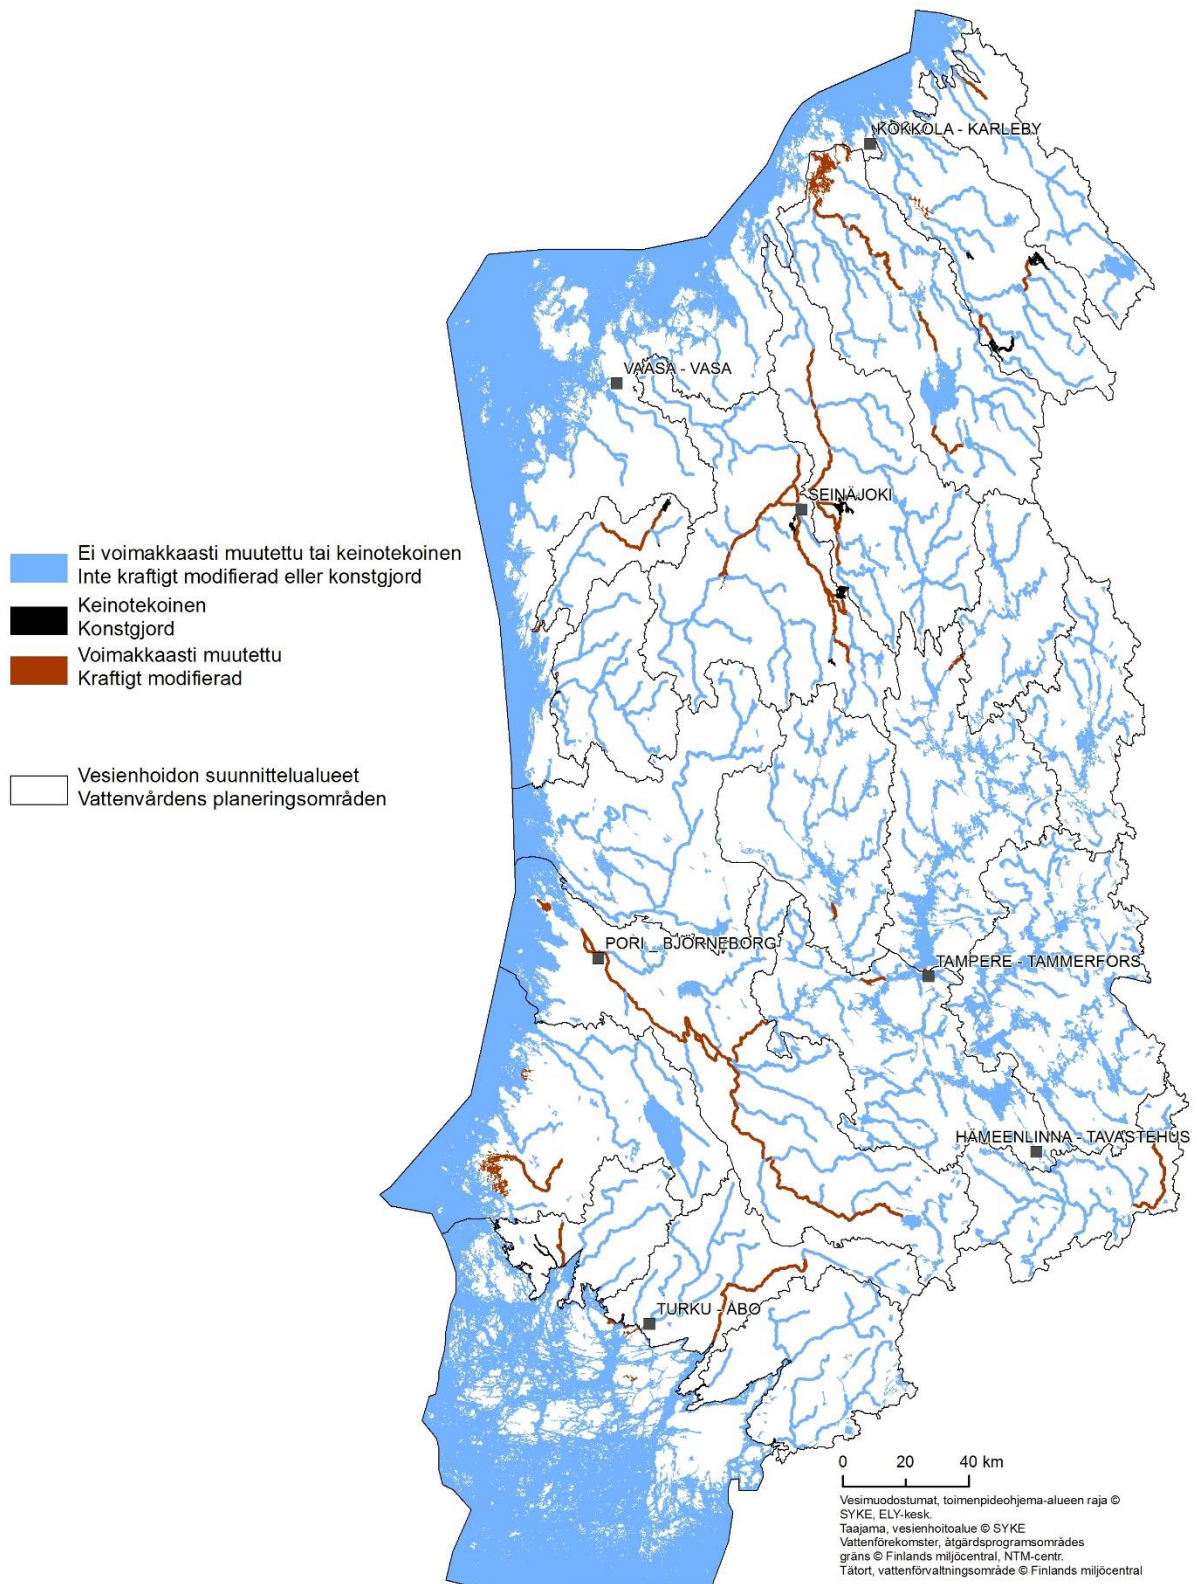 KOKKOLA - KARLEBY
VAASA - VASA
SEINÄJOKI
Ei voimakkaasti muutettu tai keinotekoinen
Inte kraftigt modifierad eller konstgjord
Keinotekoinen
Konstgjord
Voimakkaasti muutettu
Kraftigt modifierad
Vesienhoidon suunnittelualueet
Vattenvårdens planeringsområden
PORI _ BJÖRNEBORG
TAMPERE - TAMMERFORS
HÄMEENLINNA - TAVASTEHUS
TURKU - ÅBO
0 20 40 km
Vesimuodostumat, toimenpideohjema-alueen raja ©
SYKE, ELY-kesk.
Taajama, vesienhoitoalue © SYKE
Vattenförekomster, åtgärdsprogramsområdes
gräns © Finlands miljöcentral, NTM-centr.
Tätort, vattenförvaltningsområde © Finlands miljöcentral